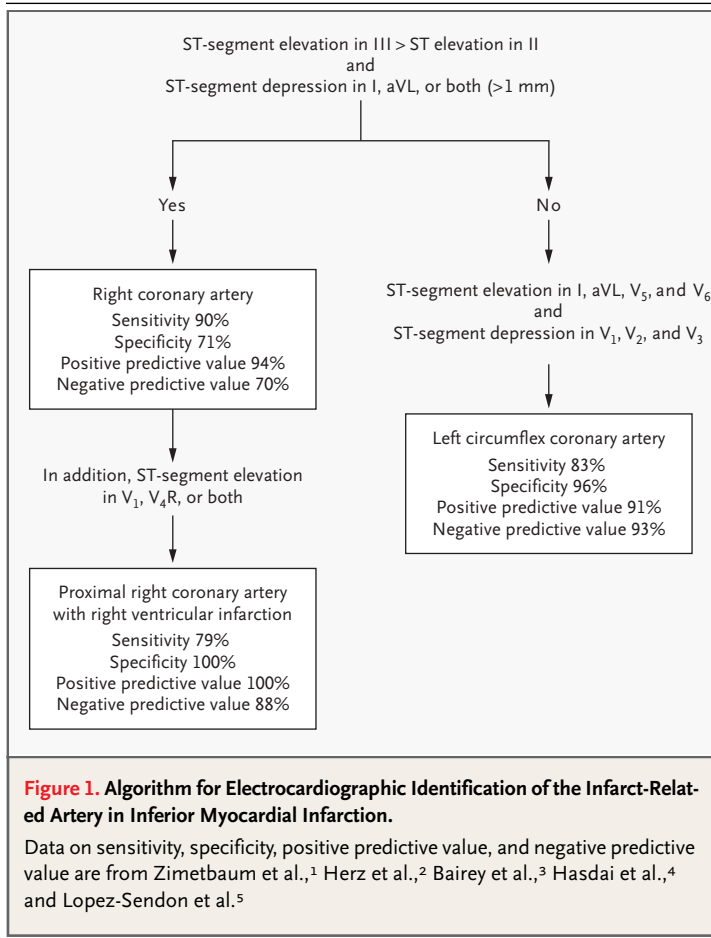 ST-segment elevation in III > ST elevation in II
and
ST-segment depression in I, aVL, or both (>1 mm)
Yes
No
Right coronary artery
Sensitivity 90%
Specificity 71%
Positive predictive value 94%
Negative predictive value 70%
ST-segment elevation in I, aVL, V₅, and V₆
and
ST-segment depression in V₁, V₂, and V₃
In addition, ST-segment elevation
in V₁, V₄R, or both
Left circumflex coronary artery
Sensitivity 83%
Specificity 96%
Positive predictive value 91%
Negative predictive value 93%
Proximal right coronary artery
with right ventricular infarction
Sensitivity 79%
Specificity 100%
Positive predictive value 100%
Negative predictive value 88%
Figure 1. Algorithm for Electrocardiographic Identification of the Infarct-Relat-
ed Artery in Inferior Myocardial Infarction.
Data on sensitivity, specificity, positive predictive value, and negative predictive
value are from Zimetbaum et al.,¹ Herz et al.,² Bairey et al.,³ Hasdai et al.,⁴
and Lopez-Sendon et al.⁵